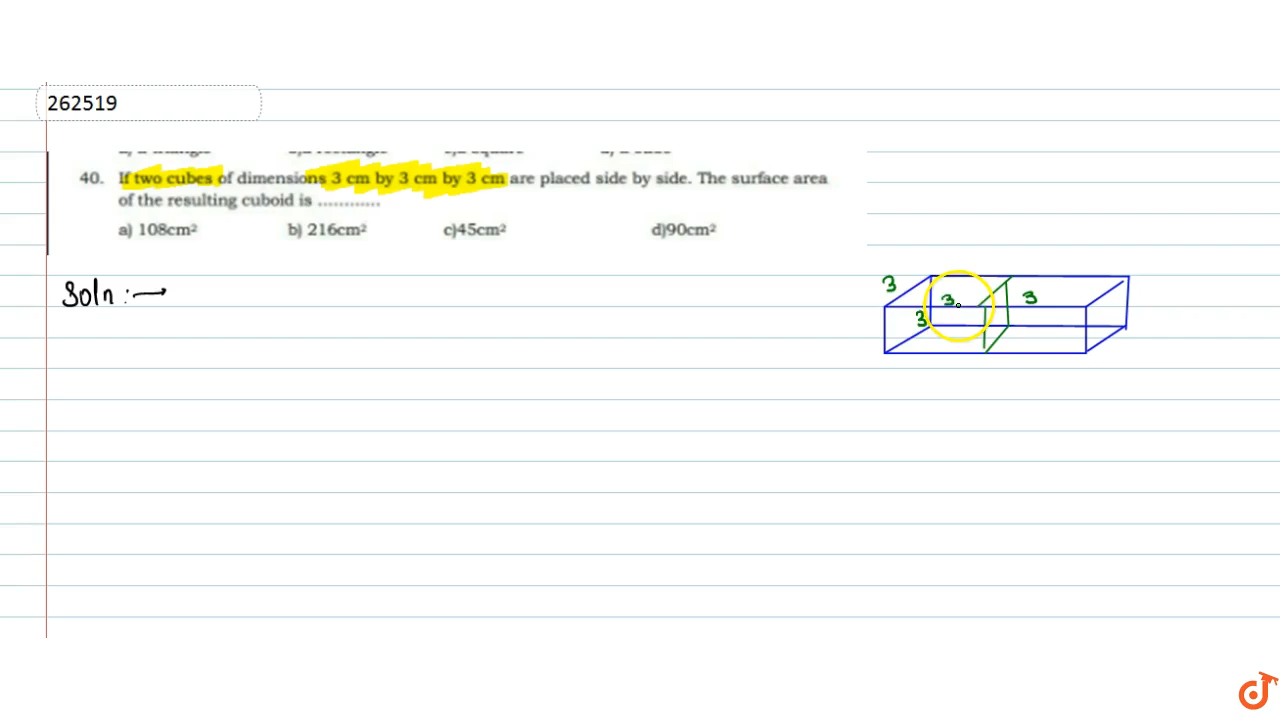 262519
40. If two cubes of dimensions 3 cm by 3 cm by 3 cm are placed side by side. The surface area
of the resulting cuboid is ............
a) 108cm² b) 216cm² c)45cm² d)90cm²
Soln :→
3
3 3
3